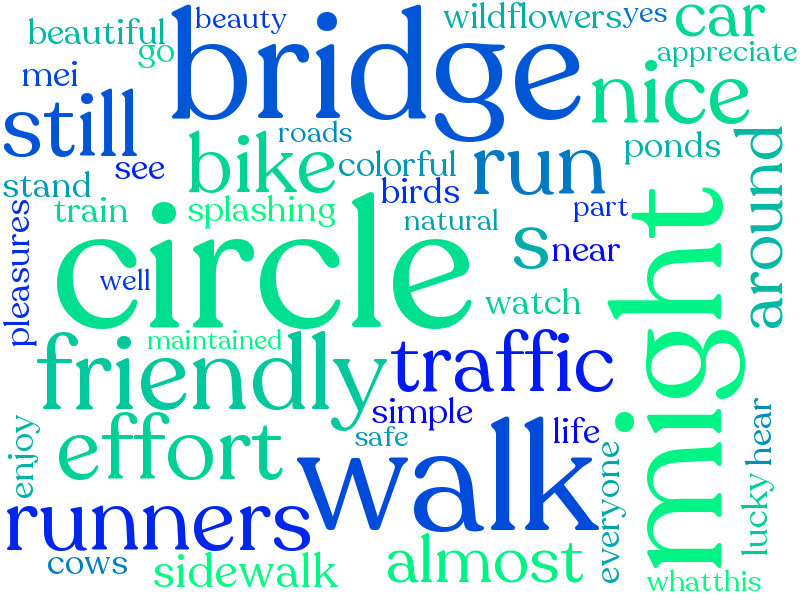 beautiful
beauty
wildflowers
yes
car
go
bridge
appreciate
mei
nice
still
roads
ponds
see
bike
colorful
run
around
stand
birds
train
splashing
natural
part
pleasures
circle
s
near
might
well
watch
maintained
friendly
traffic
simple
enjoy
effort
safe
life
hear
walk
everyone
lucky
runners
almost
cows
sidewalk
whatthis